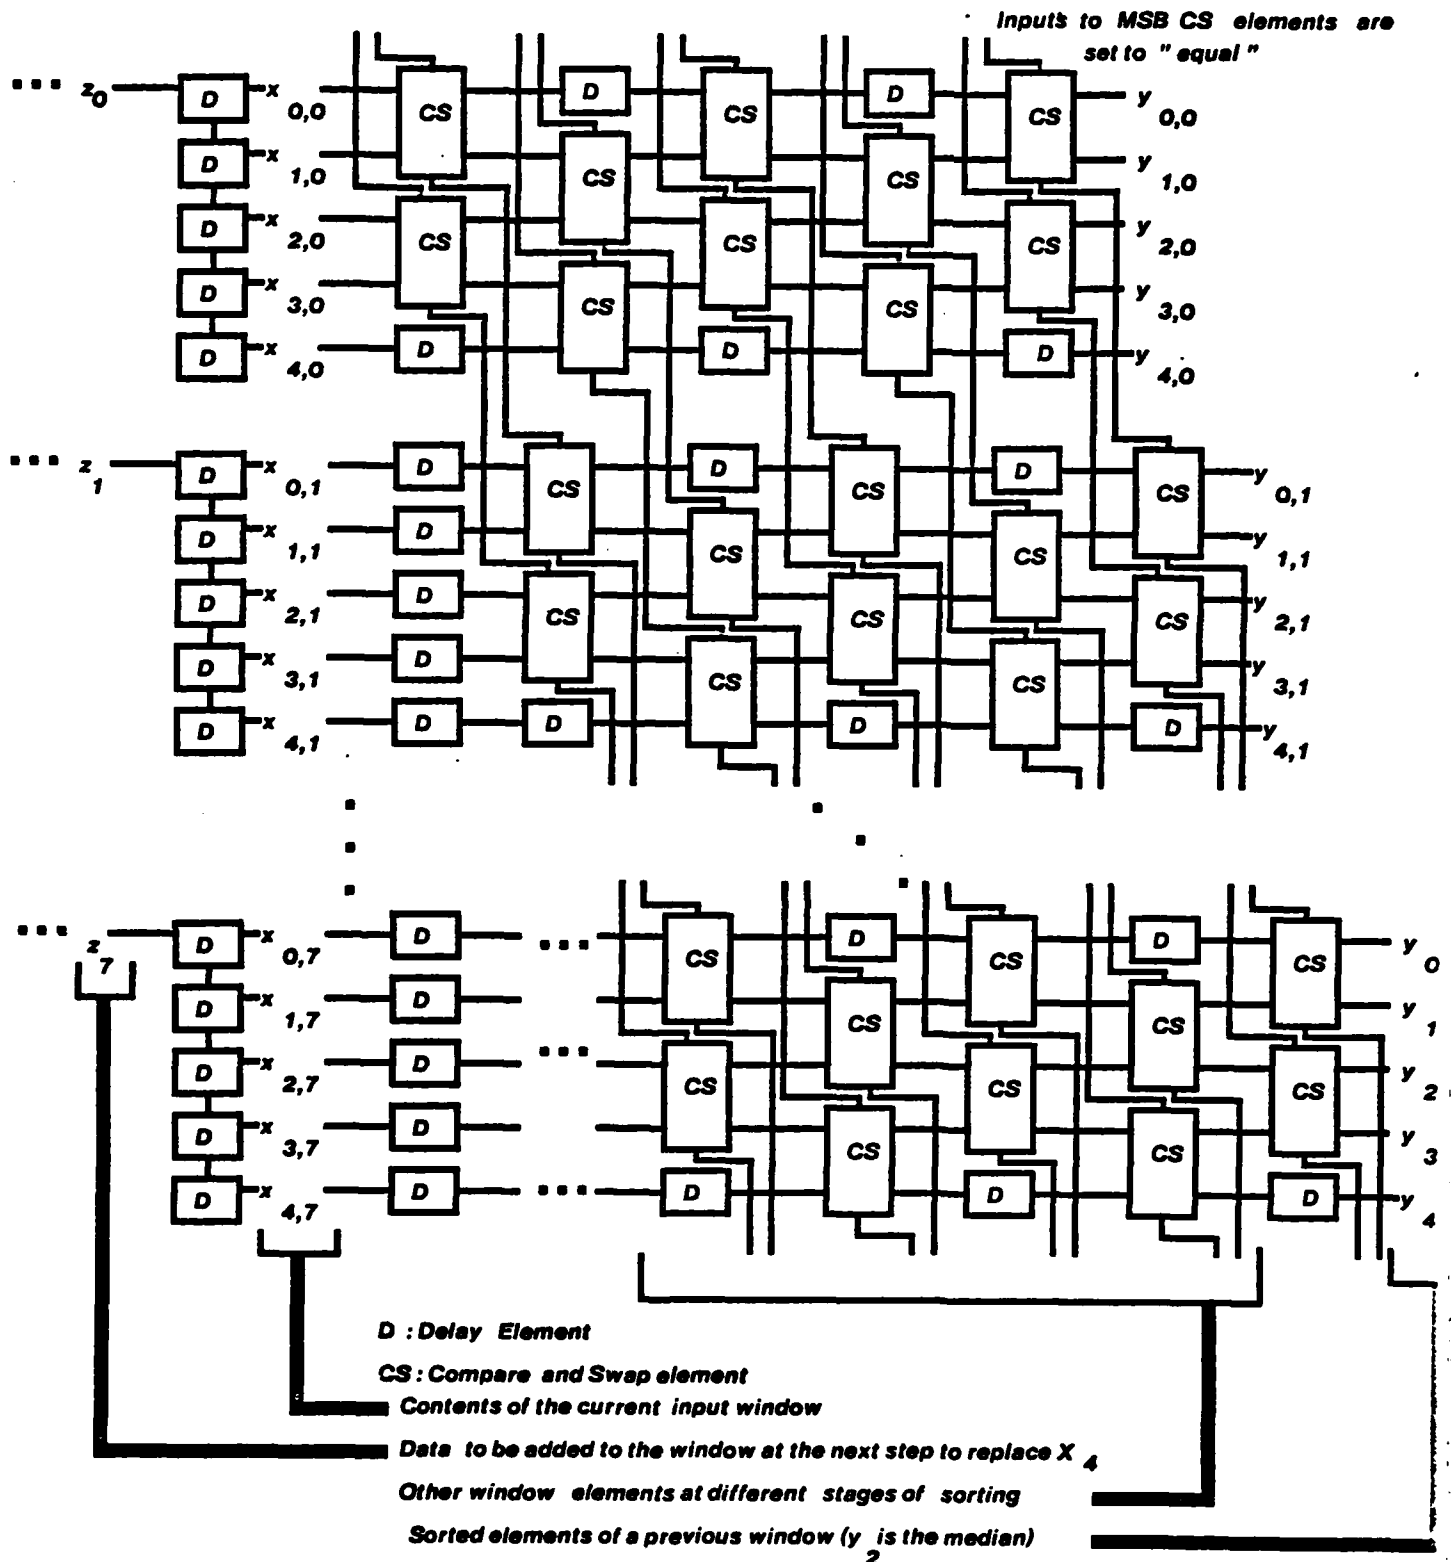 Inputs to MSB CS elements are
set to " equal "
... z0 D x 0,0 CS D CS D CS y 0,0
D x 1,0 CS CS y 1,0
D x 2,0 CS CS CS y 2,0
D x 3,0 CS CS y 3,0
D x 4,0 D D D y 4,0
... z 1 D x 0,1 D CS D CS D CS y 0,1
D x 1,1 D CS CS y 1,1
D x 2,1 D CS CS CS y 2,1
D x 3,1 D CS CS y 3,1
D x 4,1 D D D D y 4,1
... z 7 D x 0,7 D ... CS D CS D CS y 0
D x 1,7 D CS CS y 1
D x 2,7 D ... CS CS CS y 2
D x 3,7 D CS CS y 3
D x 4,7 D ... D D D y 4
D : Delay Element
CS : Compare and Swap element
Contents of the current input window
Data to be added to the window at the next step to replace X 4
Other window elements at different stages of sorting
Sorted elements of a previous window (y 2 is the median)